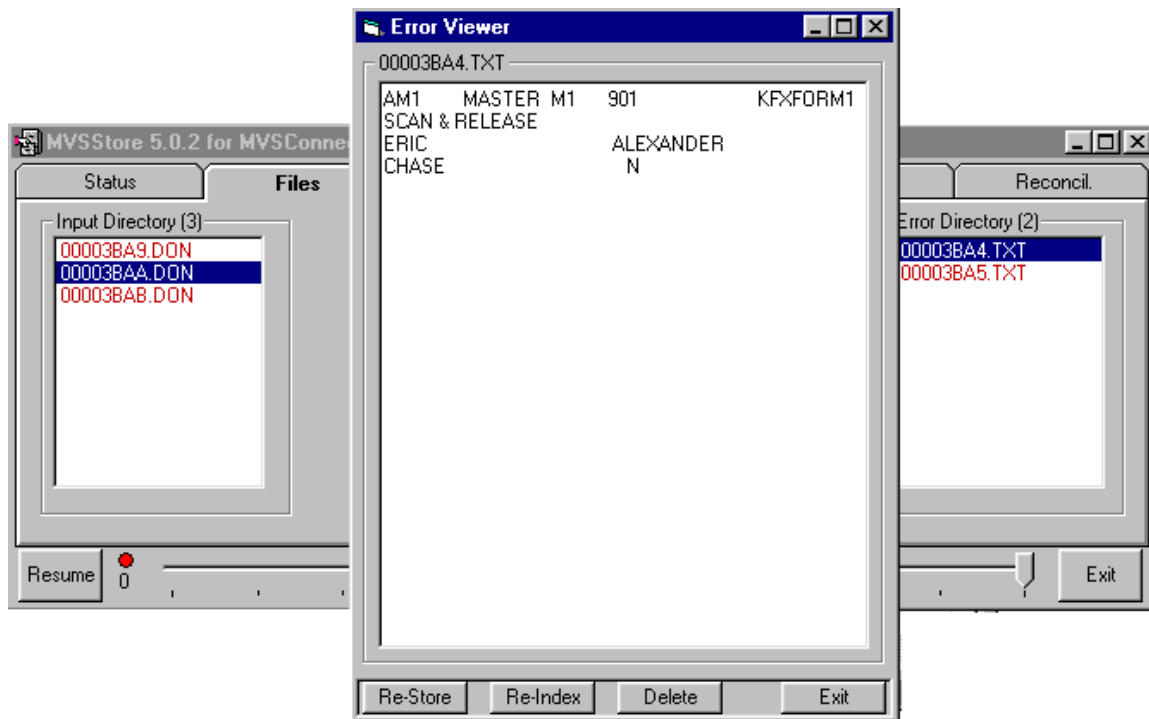 Error Viewer
00003BA4.TXT
AM1 MASTER M1 901 KFXFORM1
SCAN & RELEASE
ERIC ALEXANDER
CHASE N
Re-Store Re-Index Delete Exit
MVSStore 5.0.2 for MVSConne
Status Files Reconcil.
Input Directory (3)
00003BA9.DON
00003BAA.DON
00003BAB.DON
Error Directory (2)
00003BA4.TXT
00003BA5.TXT
Resume 0 Exit